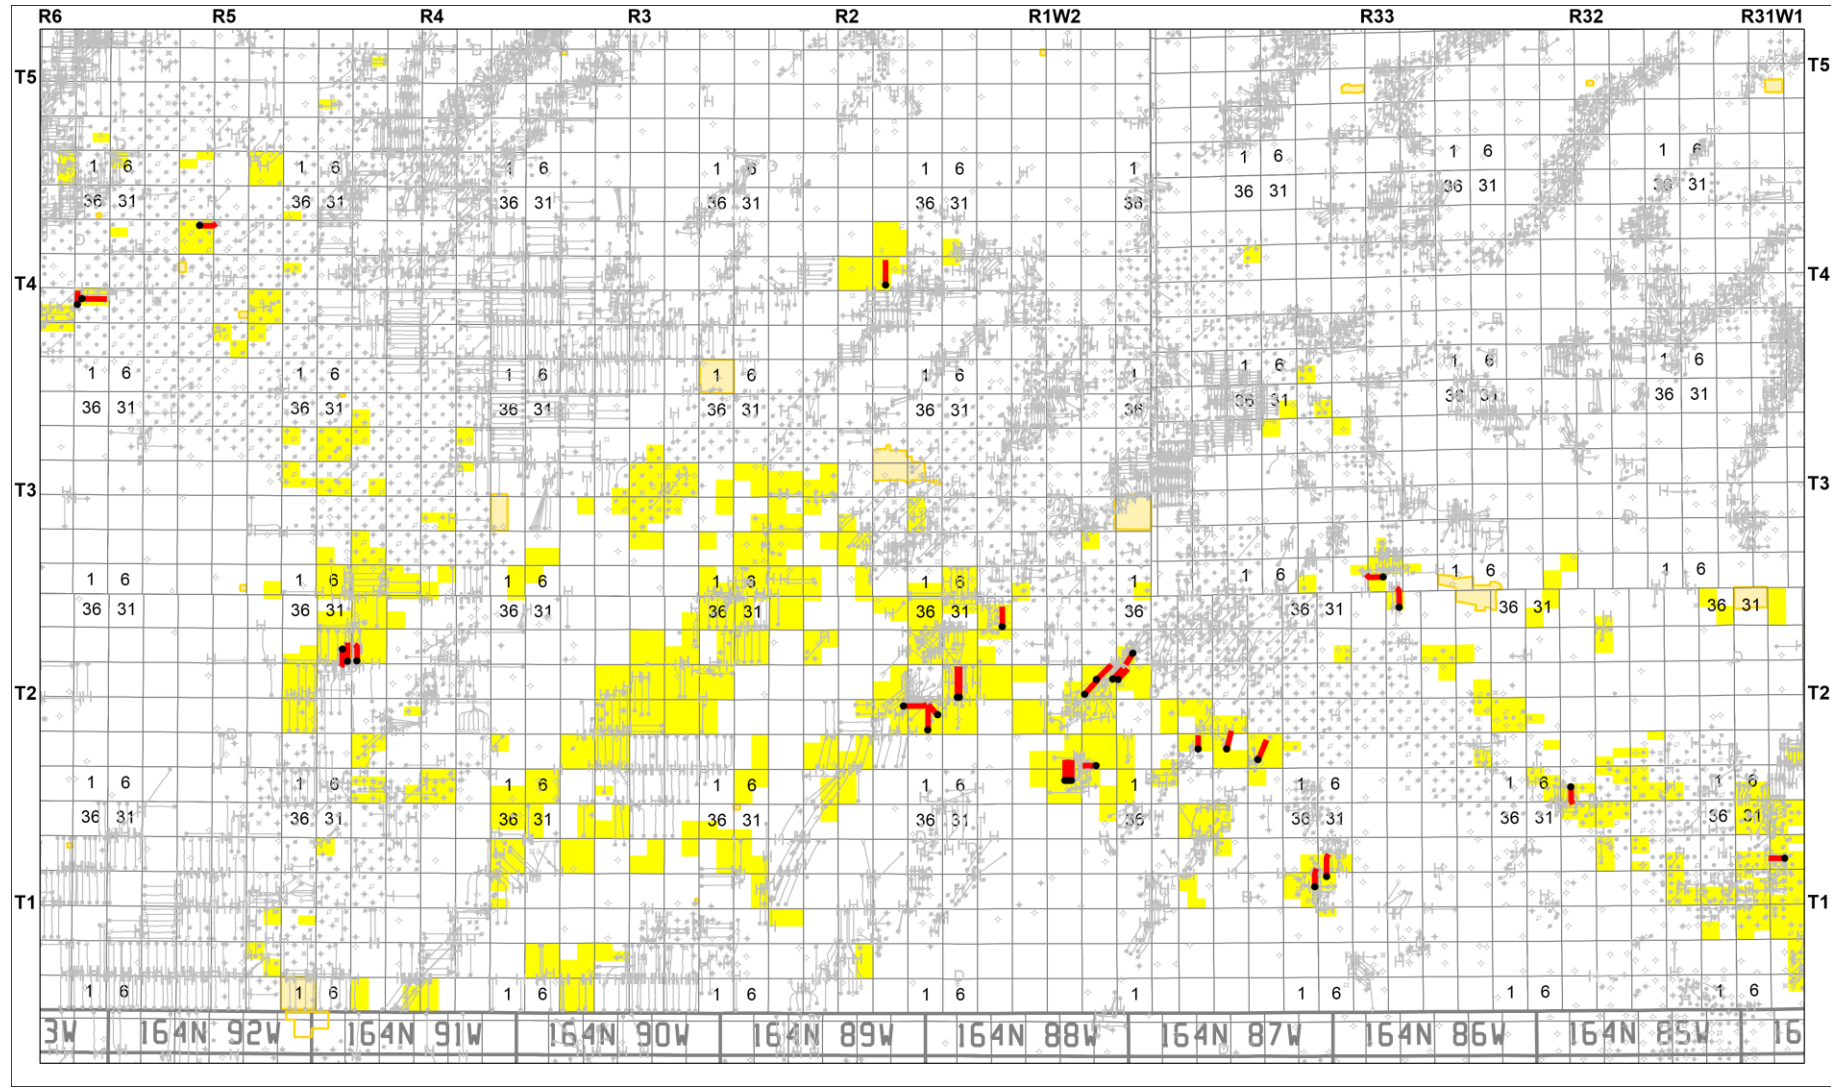 R6 R5 R4 R3 R2 R1W2 R33 R32 R31W1
T5 T5
1 6 1 6 1 6 1 6 1 6 1 1 6 1 6 1 6
36 31 36 31 36 31 36 31 36 31 36 36 31 36 31 36 31
T4 T4
1 6 1 6 1 6 1 6 1 6 1 1 6 1 6 1 6
36 31 36 31 36 31 36 31 36 31 36 36 31 36 31 36 31
T3 T3
1 6 1 6 1 6 1 6 1 6 1 1 6 1 6 1 6
36 31 36 31 36 31 36 31 36 31 36 36 31 36 31 36 31
T2 T2
1 6 1 6 1 6 1 6 1 6 1 1 6 1 6 1 6
36 31 36 31 36 31 36 31 36 31 36 36 31 36 31 36 31
T1 T1
1 6 1 6 1 6 1 6 1 6 1 1 6 1 6 1 6
3W 164N 92W 164N 91W 164N 90W 164N 89W 164N 88W 164N 87W 164N 86W 164N 85W 16